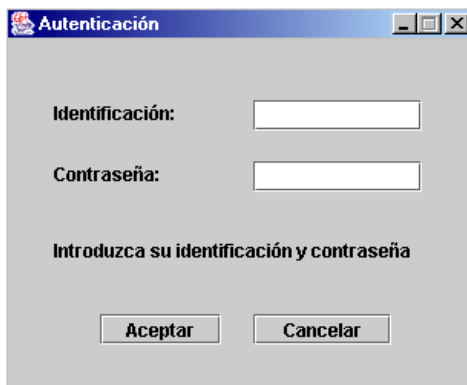 Autenticación
Identificación:
Contraseña:
Introduzca su identificación y contraseña
Aceptar Cancelar